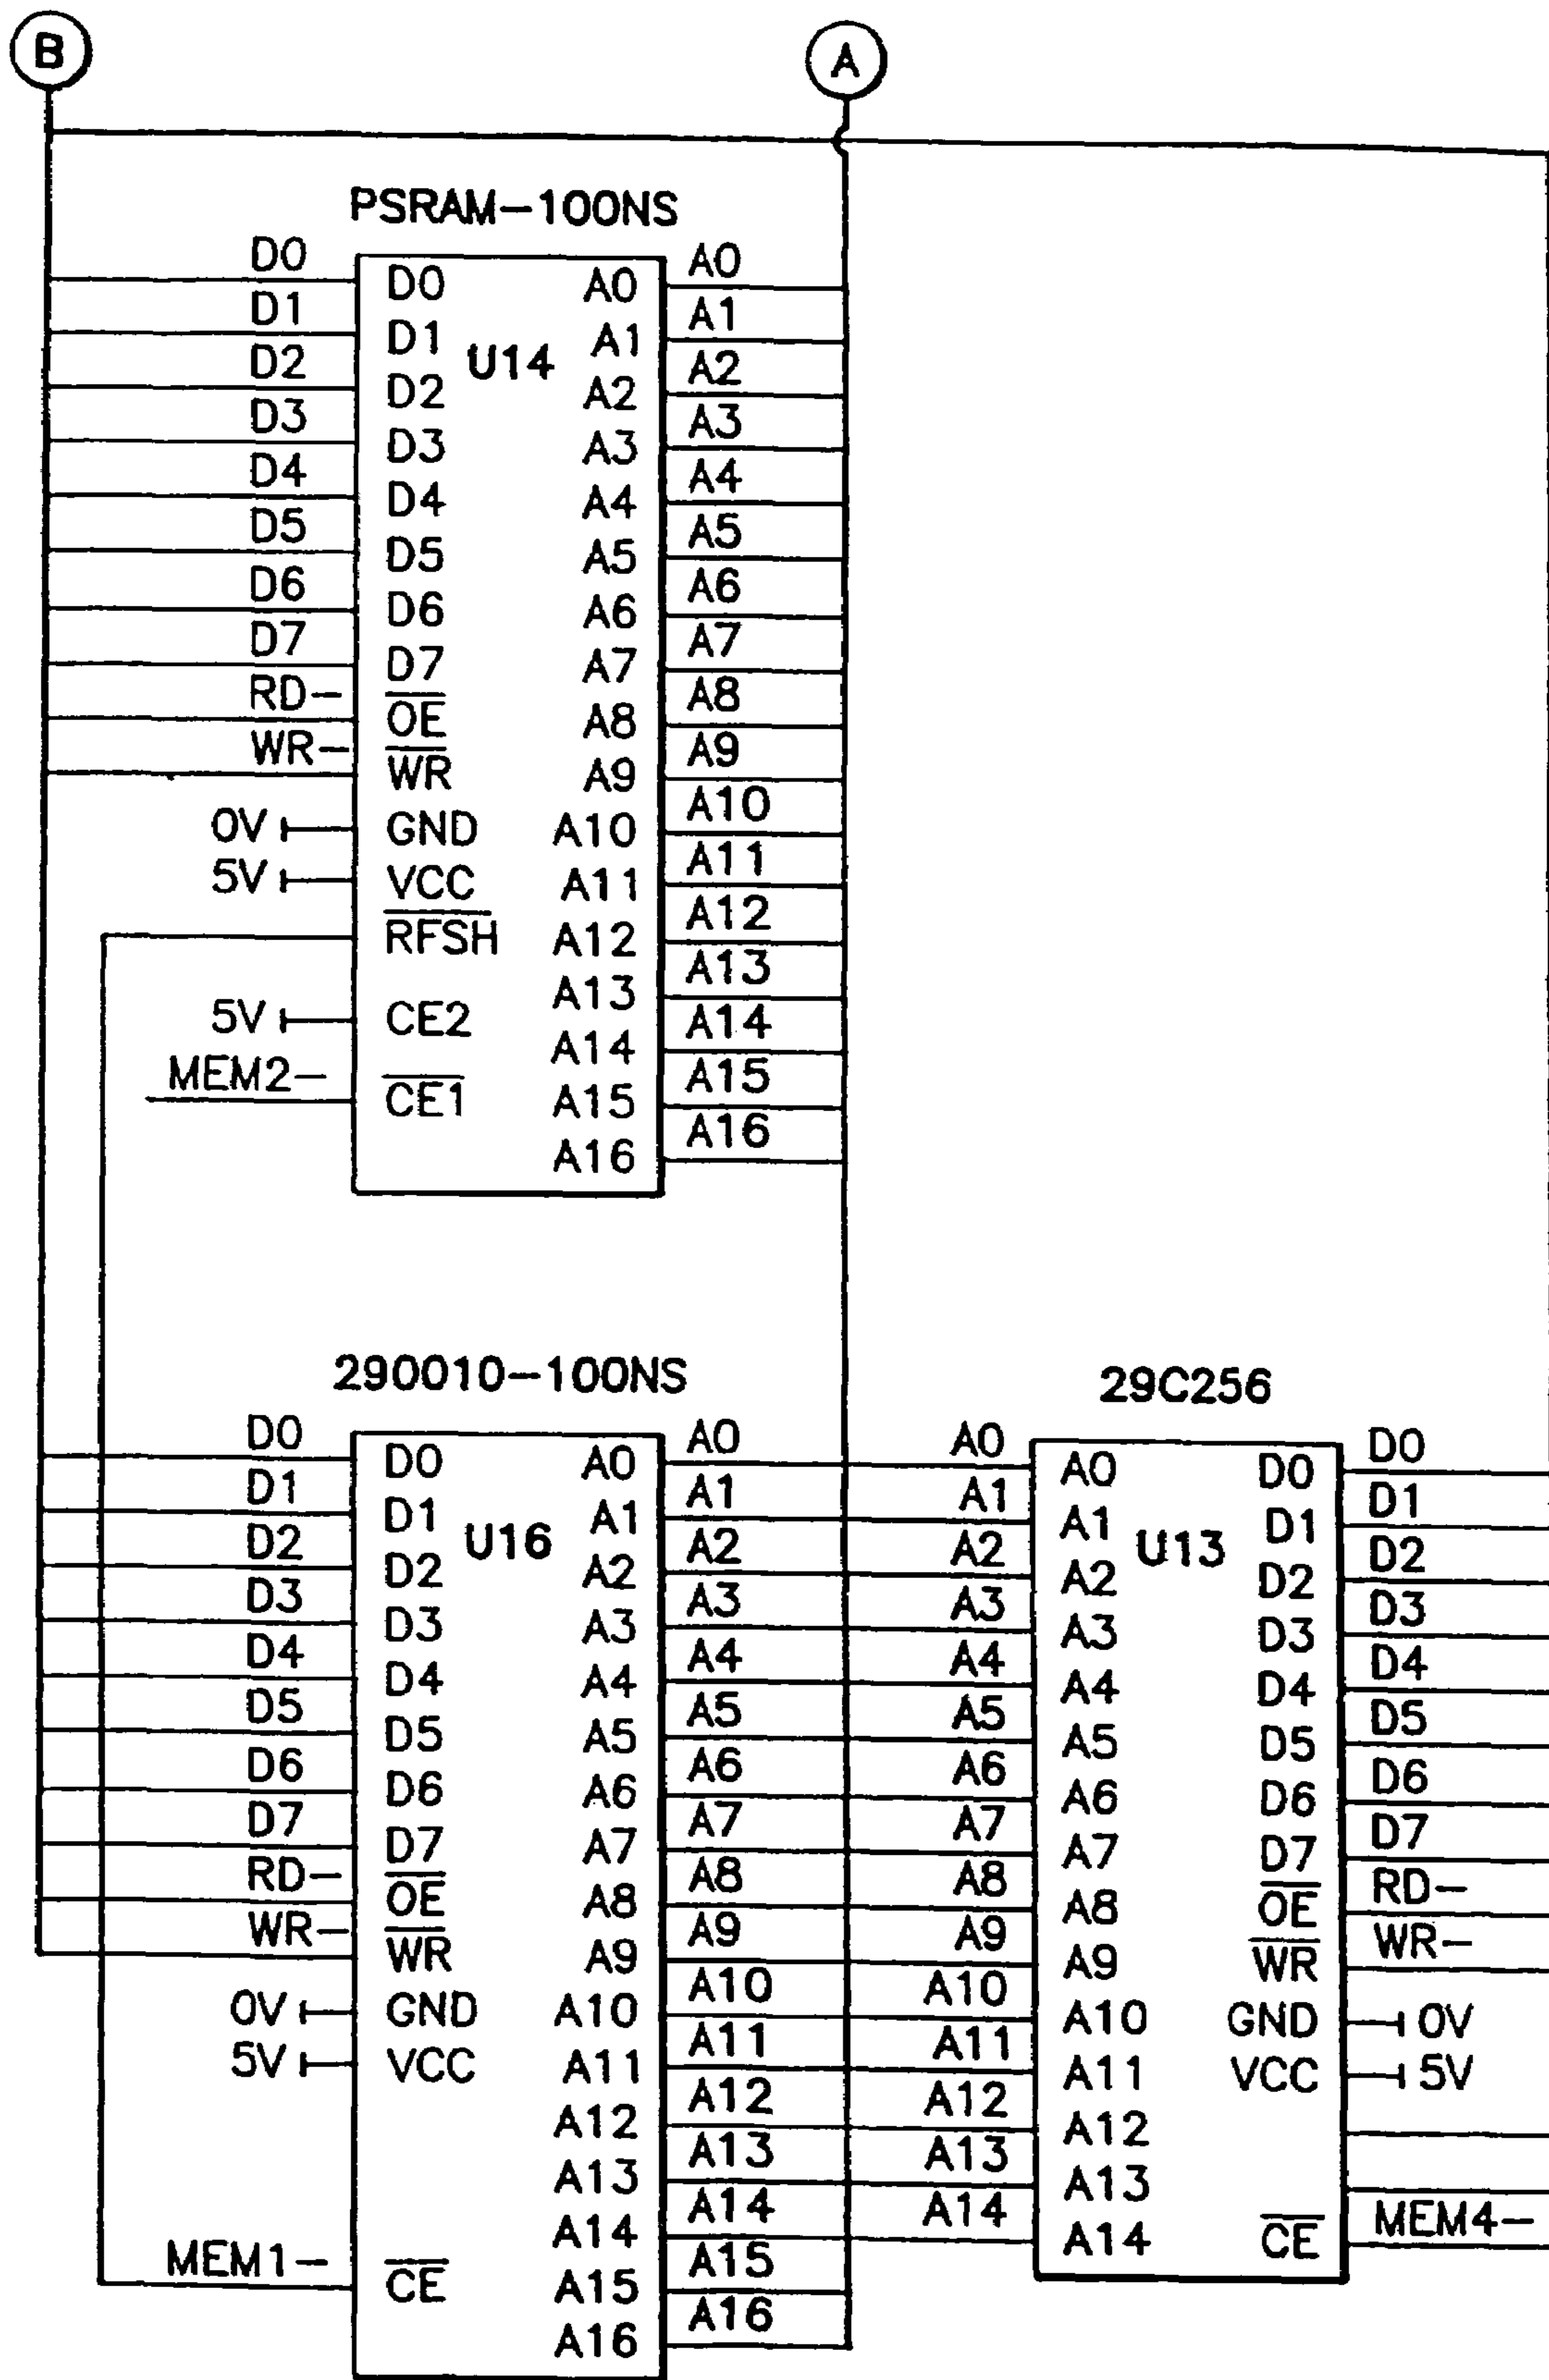 B
A
PSRAM-100NS
U14
D0 D0 A0 A0
D1 D1 A1 A1
D2 D2 A2 A2
D3 D3 A3 A3
D4 D4 A4 A4
D5 D5 A5 A5
D6 D6 A6 A6
D7 D7 A7 A7
RD- OE A8 A8
WR- WR A9 A9
0V GND A10 A10
5V VCC A11 A11
RFSH A12 A12
A13 A13
5V CE2
A14 A14
MEM2- CE1 A15 A15
A16 A16
290010-100NS
U16
D0 D0 A0 A0
D1 D1 A1 A1
D2 D2 A2 A2
D3 D3 A3 A3
D4 D4 A4 A4
D5 D5 A5 A5
D6 D6 A6 A6
D7 D7 A7 A7
RD- OE A8 A8
WR- WR A9 A9
0V GND A10 A10
5V VCC A11 A11
A12 A12
A13 A13
A14 A14
MEM1- CE A15 A15
A16 A16
29C256
U13
A0 A0 D0 D0
A1 A1 D1 D1
A2 A2 D2 D2
A3 A3 D3 D3
A4 A4 D4 D4
A5 A5 D5 D5
A6 A6 D6 D6
A7 A7 D7 D7
A8 A8 OE RD-
A9 A9 WR WR-
A10 A10 GND 0V
A11 A11 VCC 5V
A12 A12
A13 A13
A14 A14 CE MEM4-